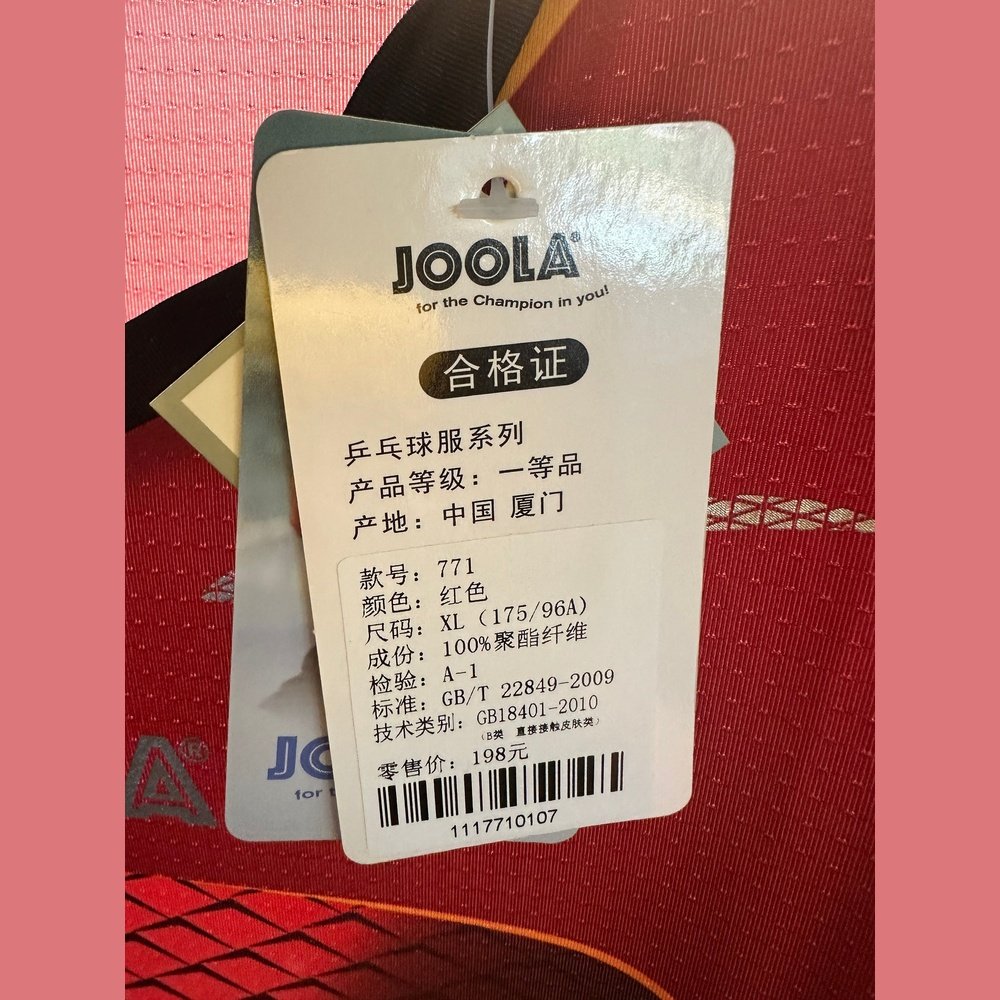 JOOLA®
for the Champion in you!
合格证
乒乓球服系列
产品等级：一等品
产地：中国 厦门
款号：771
颜色：红色
尺码：XL（175/96A）
成份：100%聚酯纤维
检验：A-1
标准：GB/T 22849-2009
技术类别：GB18401-2010
（B类 直接接触皮肤类）
零售价：198元
1117710107
A®
JO
for t